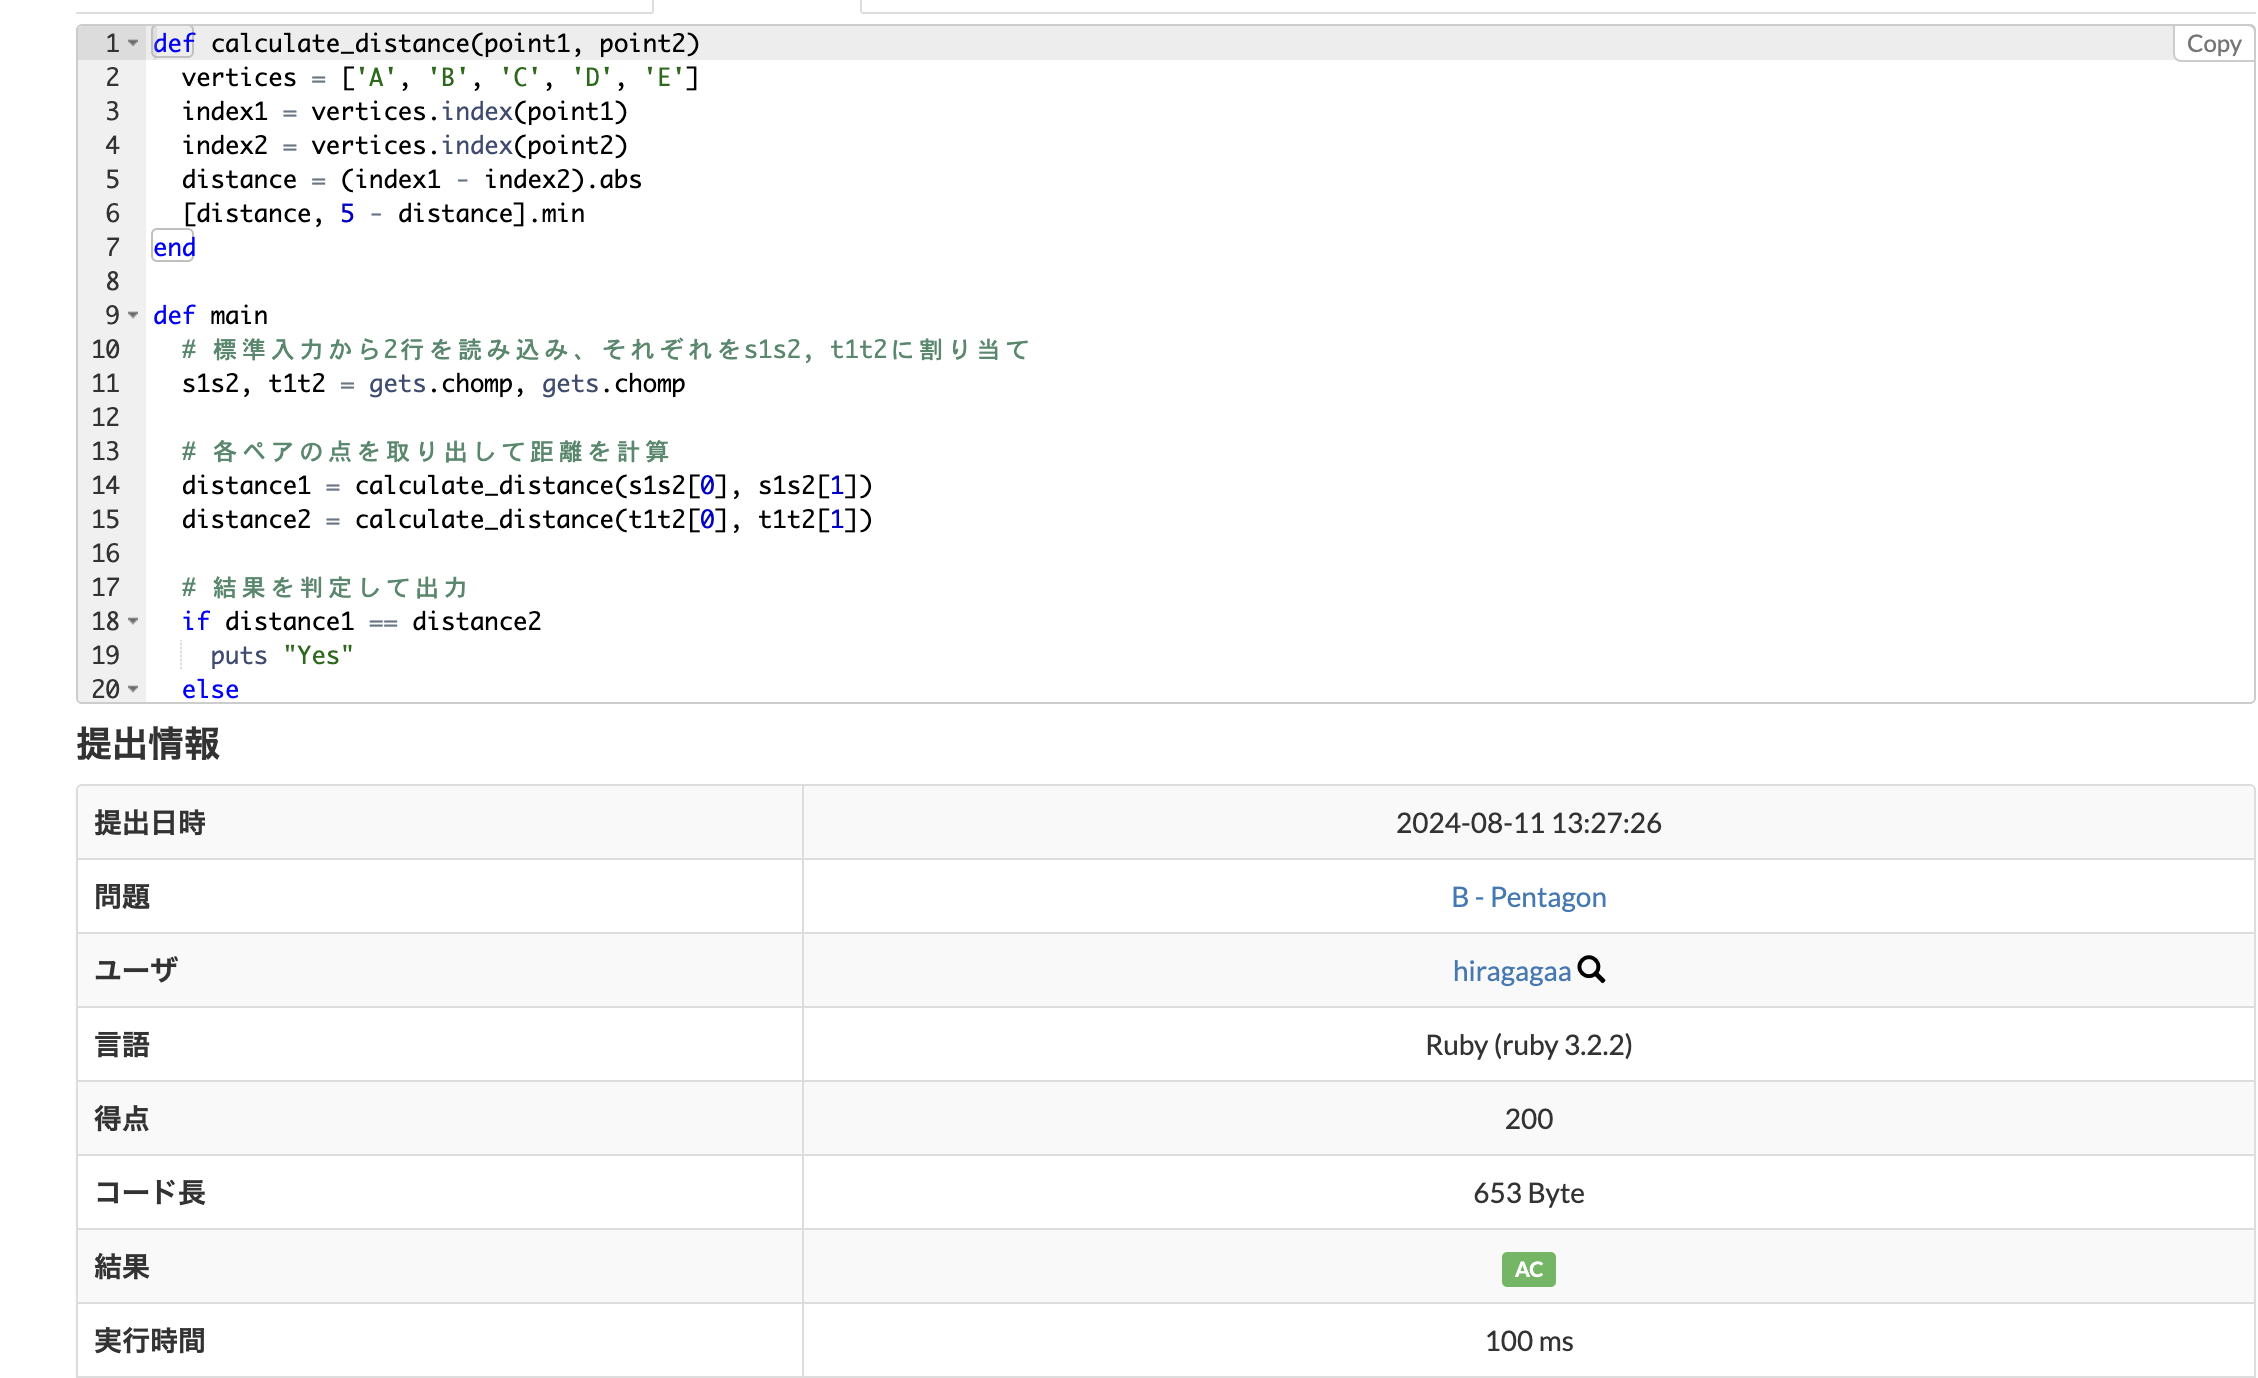 Copy
1 def calculate_distance(point1, point2)
2 vertices = ['A', 'B', 'C', 'D', 'E']
3 index1 = vertices.index(point1)
4 index2 = vertices.index(point2)
5 distance = (index1 - index2).abs
6 [distance, 5 - distance].min
7 end
8
9 def main
10 # 標準入力から2行を読み込み、それぞれをs1s2, t1t2に割り当て
11 s1s2, t1t2 = gets.chomp, gets.chomp
12
13 # 各ペアの点を取り出して距離を計算
14 distance1 = calculate_distance(s1s2[0], s1s2[1])
15 distance2 = calculate_distance(t1t2[0], t1t2[1])
16
17 # 結果を判定して出力
18 if distance1 == distance2
19 puts "Yes"
20 else
提出情報
提出日時 2024-08-11 13:27:26
問題 B - Pentagon
ユーザ hiragagaa
言語 Ruby (ruby 3.2.2)
得点 200
コード長 653 Byte
結果 AC
実行時間 100 ms